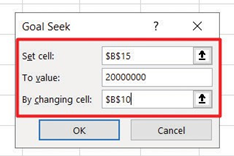 Goal Seek ? ×
Set cell: $B$15
To value: 20000000
By changing cell: $B$10
OK Cancel